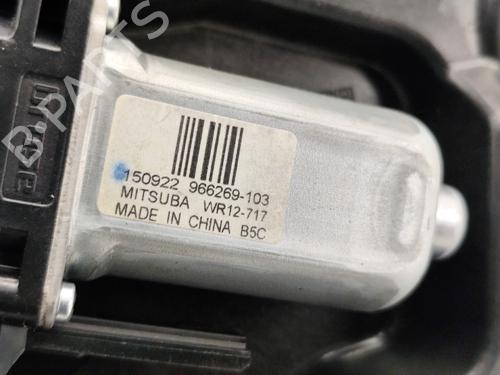 B-PARTS
150922 966269-103
MITSUBA WR12-717
MADE IN CHINA B5C